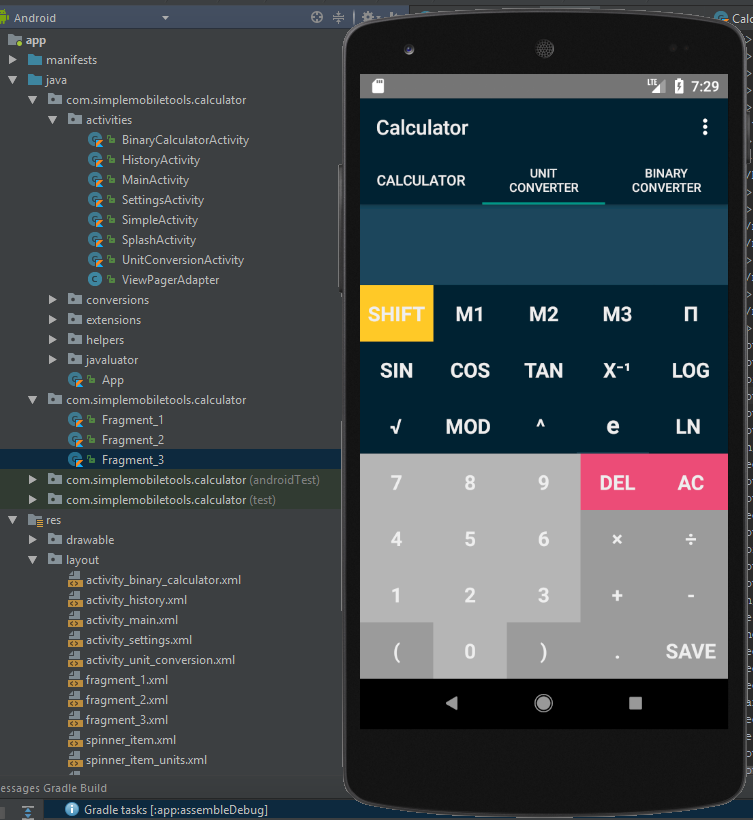 Android
app
manifests
java
com.simplemobiletools.calculator
activities
BinaryCalculatorActivity
HistoryActivity
MainActivity
SettingsActivity
SimpleActivity
SplashActivity
UnitConversionActivity
ViewPagerAdapter
conversions
extensions
helpers
javaluator
App
com.simplemobiletools.calculator
Fragment_1
Fragment_2
Fragment_3
com.simplemobiletools.calculator (androidTest)
com.simplemobiletools.calculator (test)
res
drawable
layout
activity_binary_calculator.xml
activity_history.xml
activity_main.xml
activity_settings.xml
activity_unit_conversion.xml
fragment_1.xml
fragment_2.xml
fragment_3.xml
spinner_item.xml
spinner_item_units.xml
essages Gradle Build
Gradle tasks [:app:assembleDebug]
LTE 7:29
Calculator
CALCULATOR
UNIT
CONVERTER
BINARY
CONVERTER
SHIFT M1 M2 M3 Π
SIN COS TAN X⁻¹ LOG
√ MOD ^ e LN
7 8 9 DEL AC
4 5 6 × ÷
1 2 3 + -
( 0 ) . SAVE
Calc